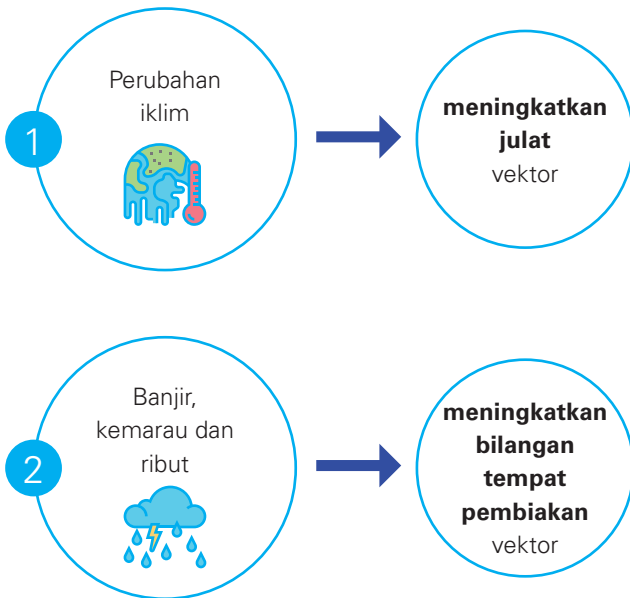 1
Perubahan
iklim
meningkatkan
julat
vektor
2
Banjir,
kemarau dan
ribut
meningkatkan
bilangan
tempat
pembiakan
vektor